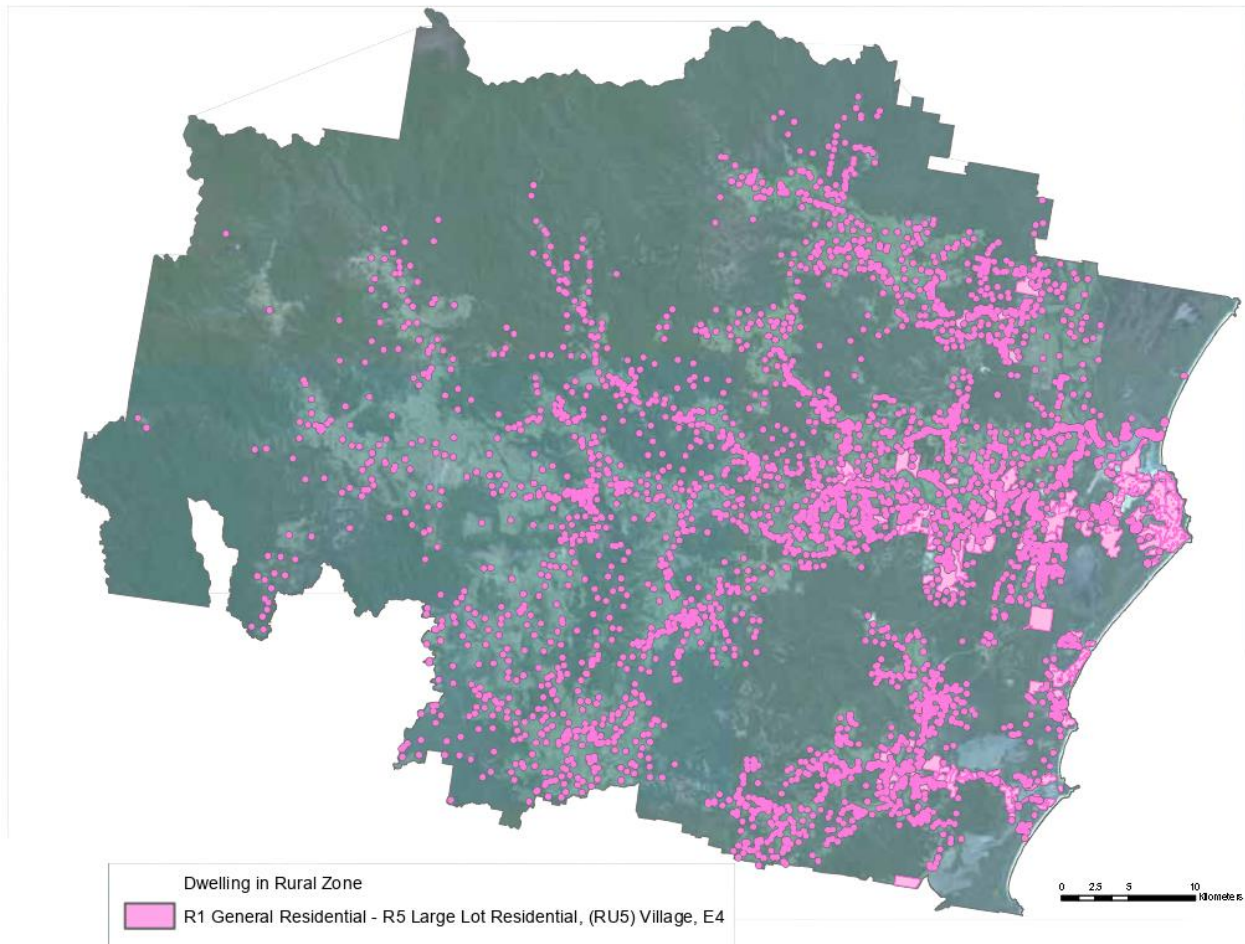 Dwelling in Rural Zone
R1 General Residential - R5 Large Lot Residential, (RU5) Village, E4
0 2.5 5 10
Kilometers